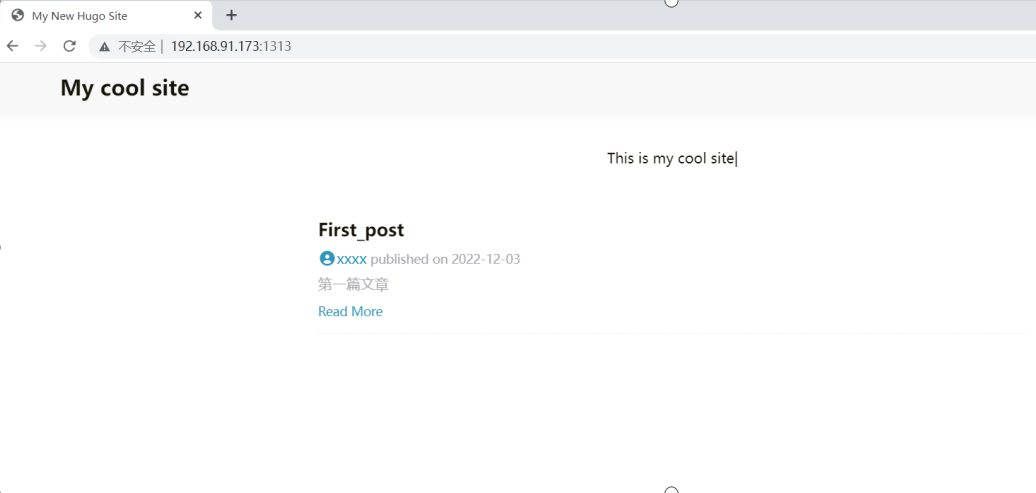 My New Hugo Site
不安全 | 192.168.91.173:1313
My cool site
This is my cool site|
First_post
xxxx published on 2022-12-03
第一篇文章
Read More